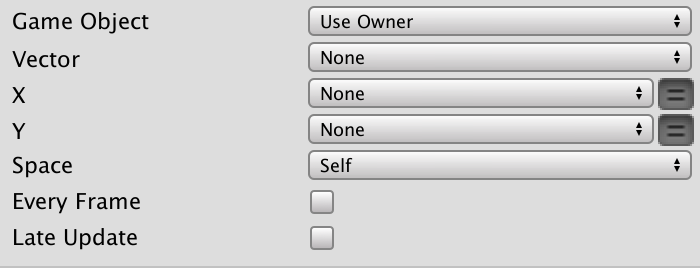 Game Object Use Owner
Vector None
X None
Y None
Space Self
Every Frame
Late Update